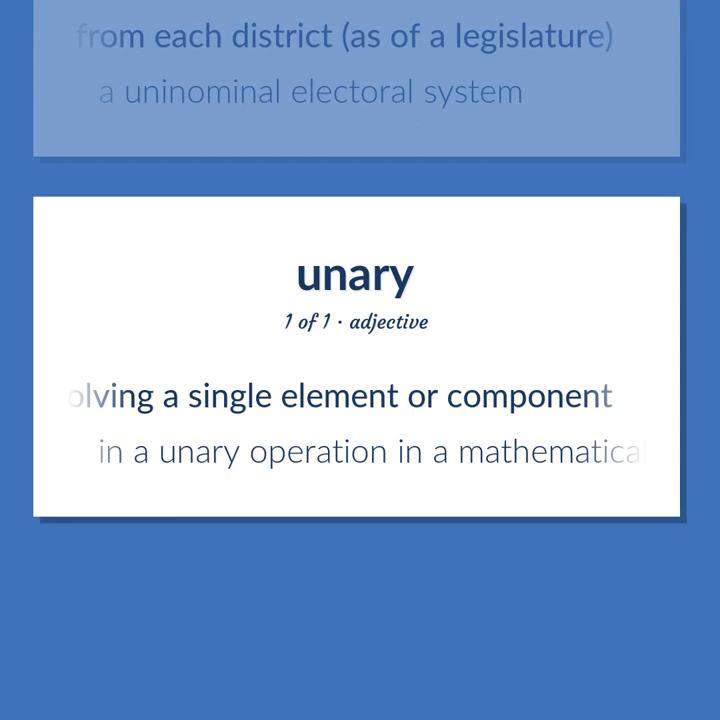 from each district (as of a legislature)
a uninominal electoral system
unary
1 of 1 · adjective
olving a single element or component
in a unary operation in a mathematica